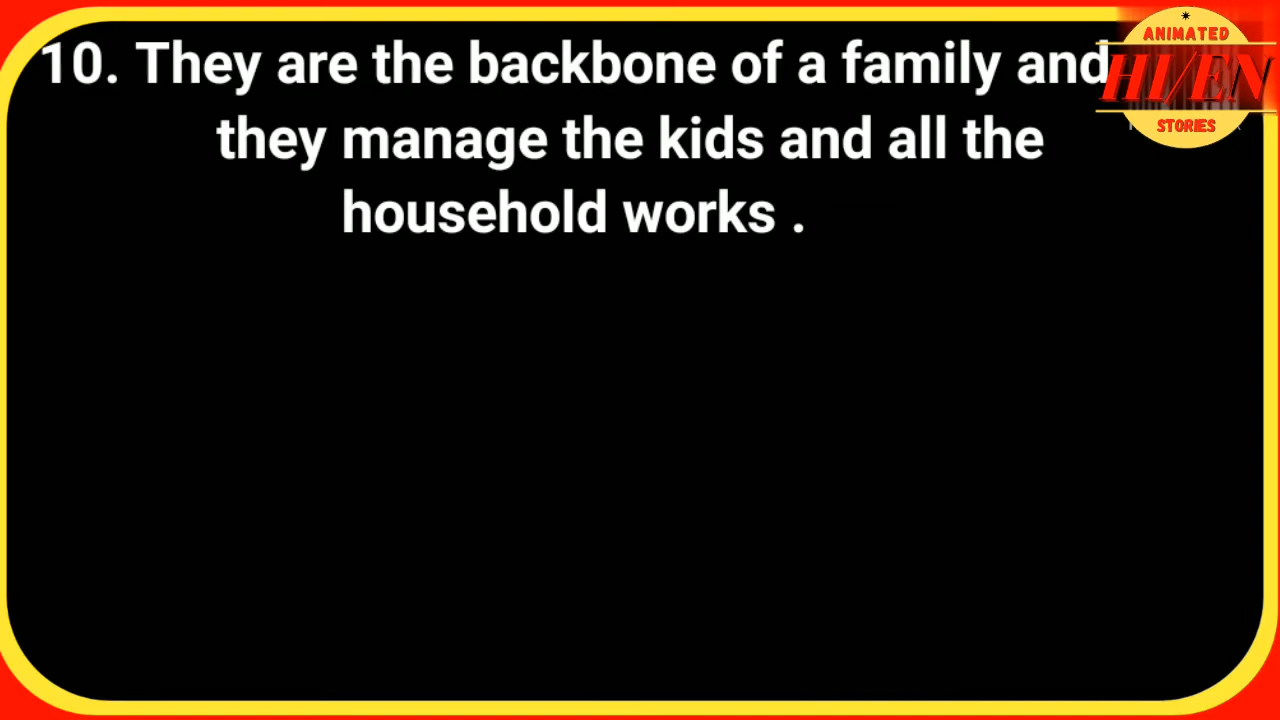 10. They are the backbone of a family and
they manage the kids and all the
household works .
ANIMATED
HI/EN
STORIES